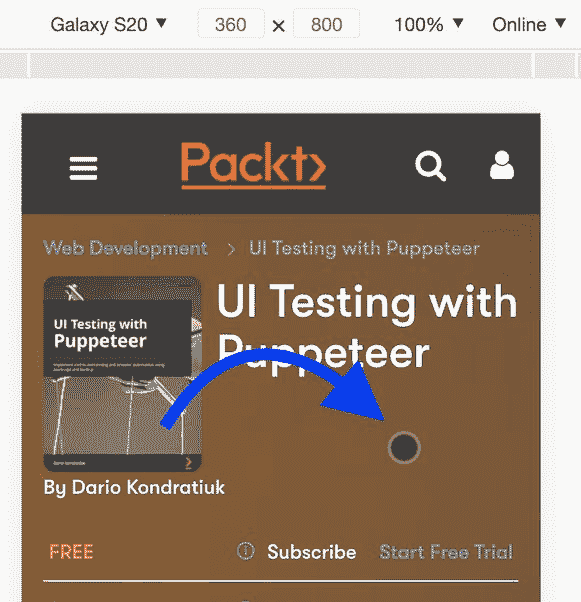 Galaxy S20 360 × 800 100% Online
Packt
Web Development > UI Testing with Puppeteer
UI Testing with
Puppeteer
UI Testing with
Puppeteer
By Dario Kondratiuk
FREE Subscribe Start Free Trial